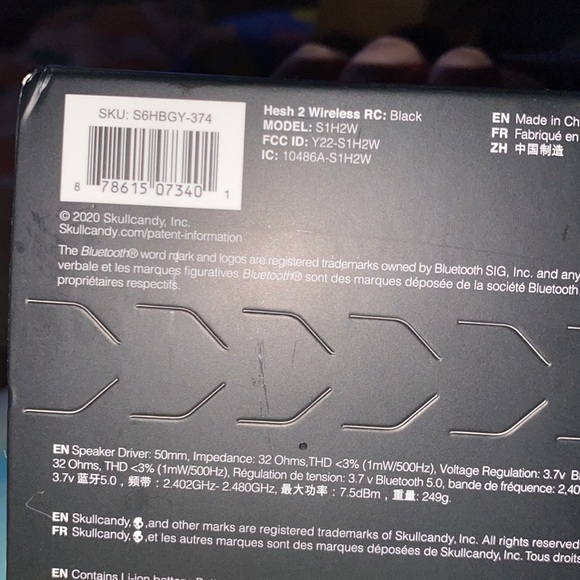 SKU: S6HBGY-374
8 78615 07340 1
Hesh 2 Wireless RC: Black
MODEL: S1H2W
FCC ID: Y22-S1H2W
IC: 10486A-S1H2W
EN Made in Ch
FR Fabriqué en
ZH 中国制造
© 2020 Skullcandy, Inc.
Skullcandy.com/patent-information
The Bluetooth® word mark and logos are registered trademarks owned by Bluetooth SIG, Inc. and any
verbale et les marques figuratives Bluetooth® sont des marques déposée de la société Bluetooth
propriétaires respectifs.
EN Speaker Driver: 50mm, Impedance: 32 Ohms,THD <3% (1mW/500Hz), Voltage Regulation: 3.7v B
32 Ohms, THD <3% (1mW/500Hz), Régulation de tension: 3.7 v Bluetooth 5.0, bande de fréquence: 2,40
3.7v 蓝牙5.0，频带：2.402GHz- 2.480GHz, 最大功率：7.5dBm，重量: 249g.
EN Skullcandy, ,and other marks are registered trademarks of Skullcandy, Inc. All rights reserved
FR Skullcandy, ,et les autres marques sont des marques déposées de Skullcandy, Inc. Tous droits
EN Contains Li-ion battery